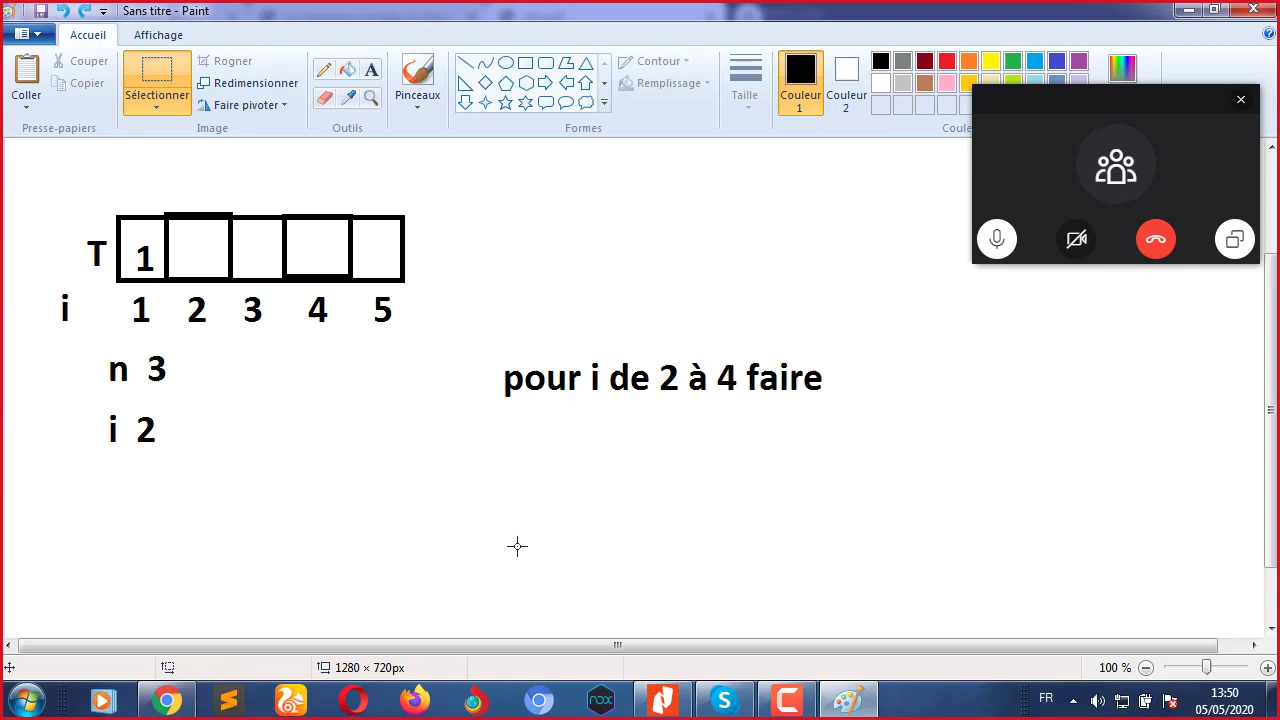 Sans titre - Paint
Accueil Affichage
Coller
Couper
Copier
Presse-papiers
Sélectionner
Rogner
Redimensionner
Faire pivoter
Image
A
Outils
Pinceaux
Contour
Remplissage
Formes
Taille
Couleur 1
Couleur 2
Coule
T 1
i 1 2 3 4 5
n 3
pour i de 2 à 4 faire
i 2
1280 × 720px
100 %
nox
FR
13:50
05/05/2020